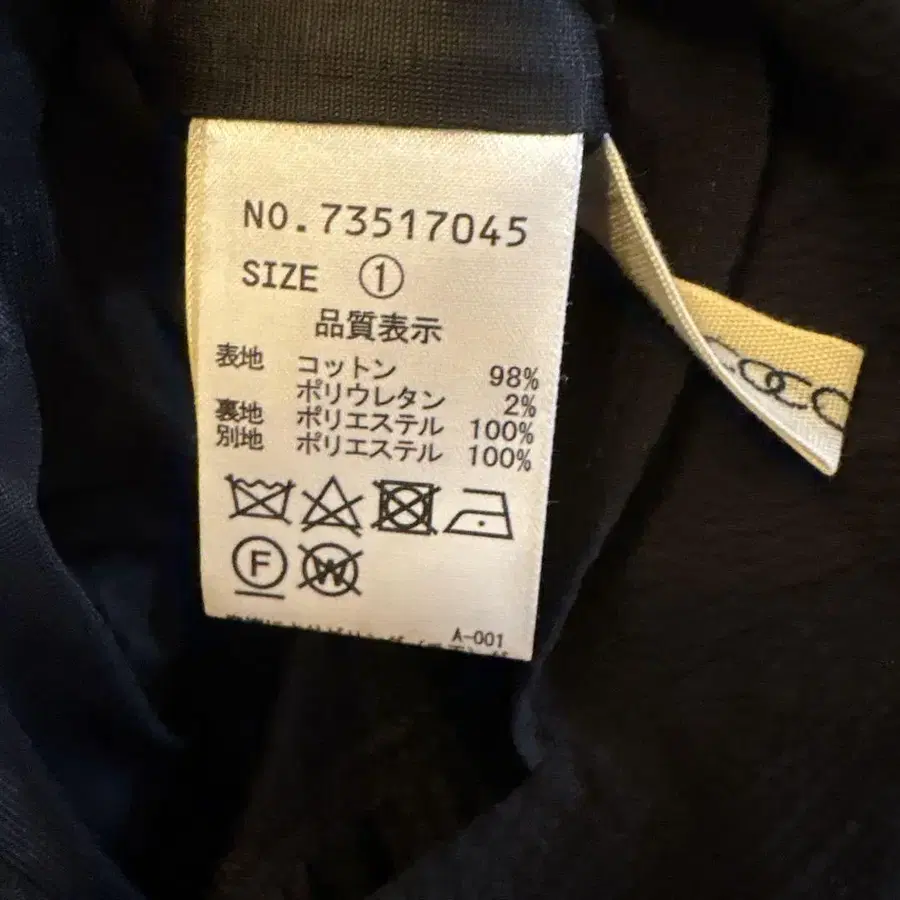 NO.73517045
SIZE ①
品質表示
表地 コットン 98%
ポリウレタン 2%
裏地 ポリエステル 100%
別地 ポリエステル 100%
F W
A-001
COCO